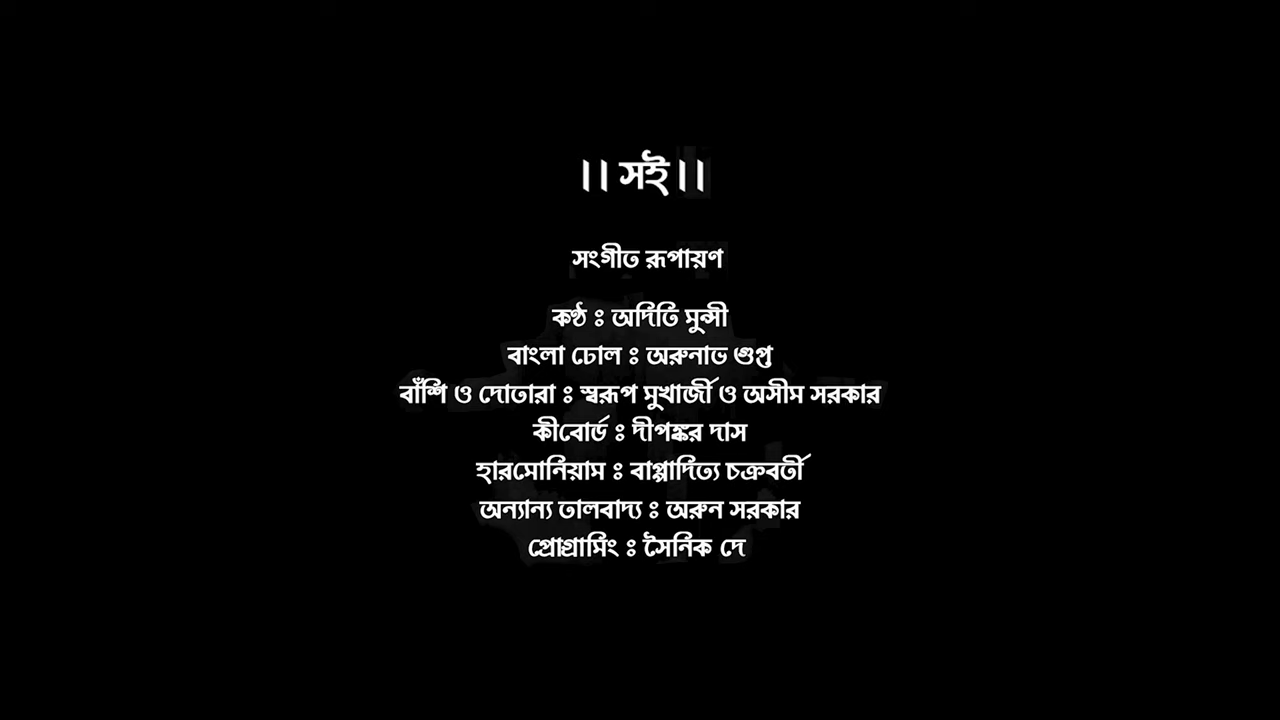 ।। সই ।।
সংগীত রূপায়ণ
কণ্ঠ ঃ অদিতি মুন্সী
বাংলা ঢোল ঃ অরুনাভ গুপ্ত
বাঁশি ও দোতারা ঃ স্বরূপ মুখার্জী ও অসীম সরকার
কীবোর্ড ঃ দীপঙ্কর দাস
হারমোনিয়াম ঃ বাপ্পাদিত্য চক্রবর্তী
অন্যান্য তালবাদ্য ঃ অরুন সরকার
প্রোগ্রামিং ঃ সৈনিক দে